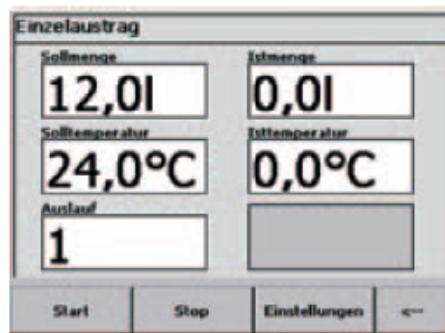 Einzelaustrag
Sollmenge Istmenge
12,0l 0,0l
Solltemperatur Isttemperatur
24,0°C 0,0°C
Auslauf
1
Start Stop Einstellungen <--